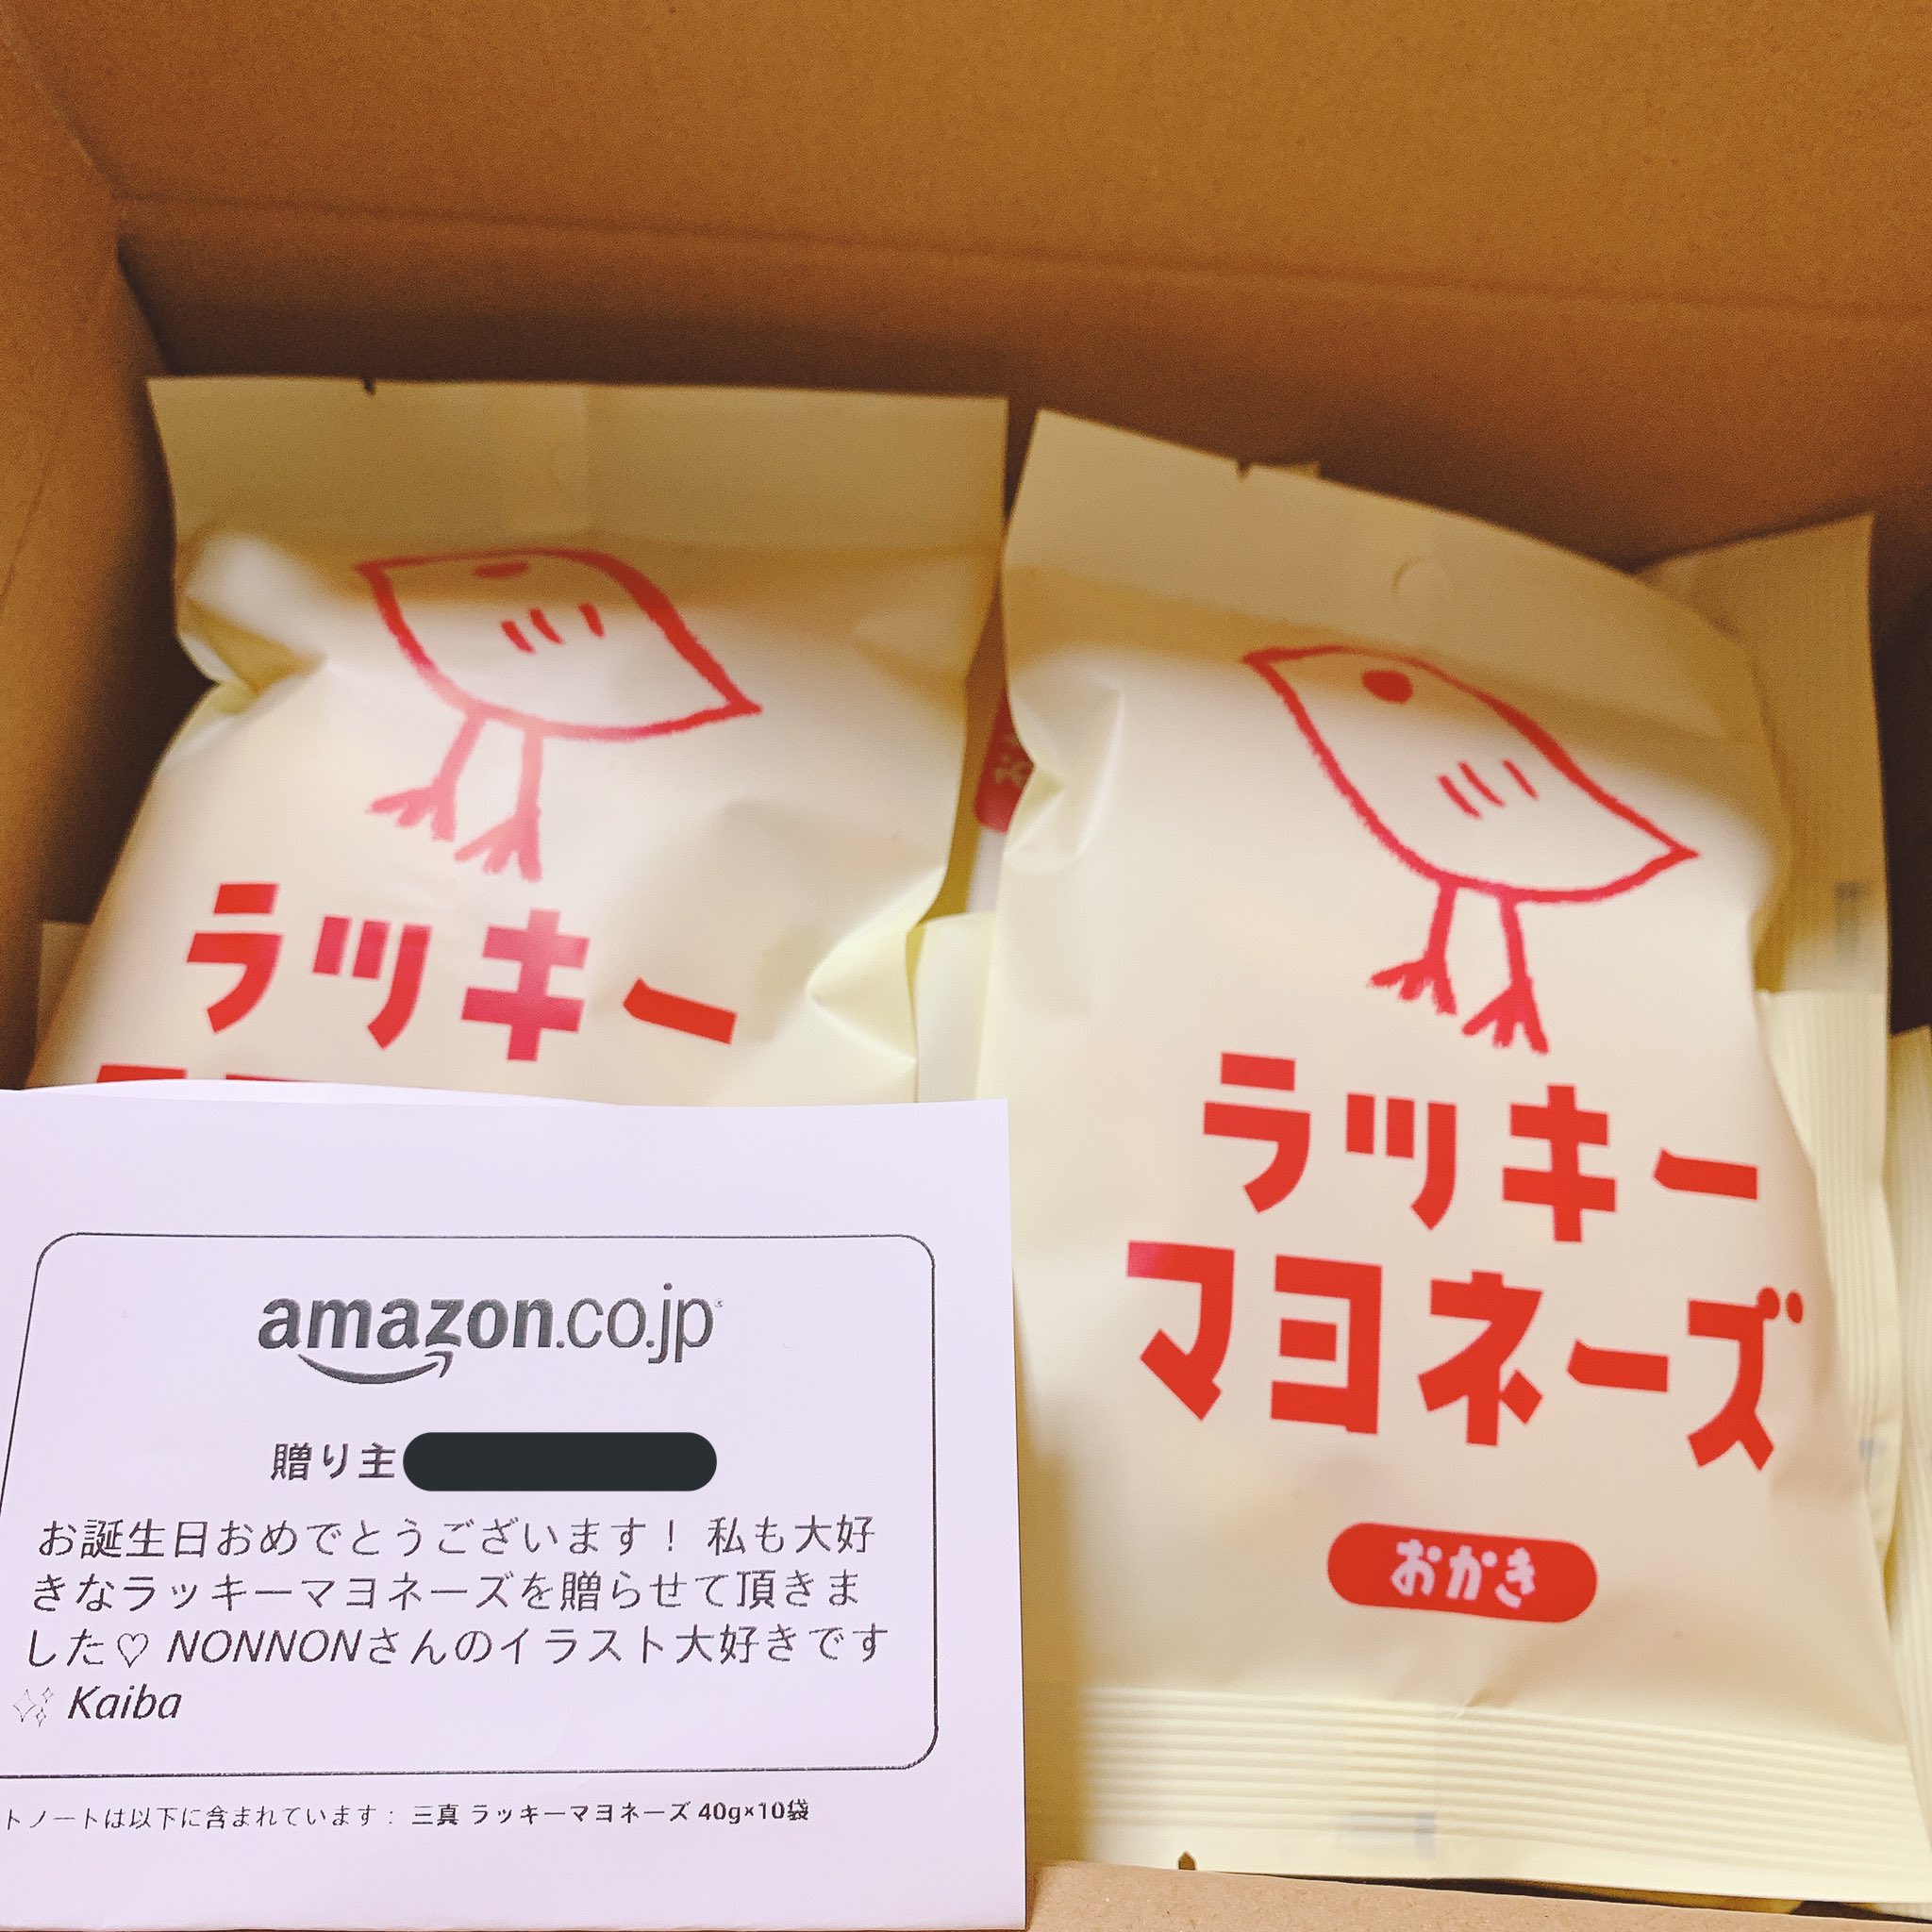 ラッキー
ラッキー
マヨネーズ
おかき
amazon.co.jp
贈り主
お誕生日おめでとうございます！ 私も大好
きなラッキーマヨネーズを贈らせて頂きま
した♡ NONNONさんのイラスト大好きです
✨ Kaiba
トノートは以下に含まれています： 三真 ラッキーマヨネーズ 40g×10袋